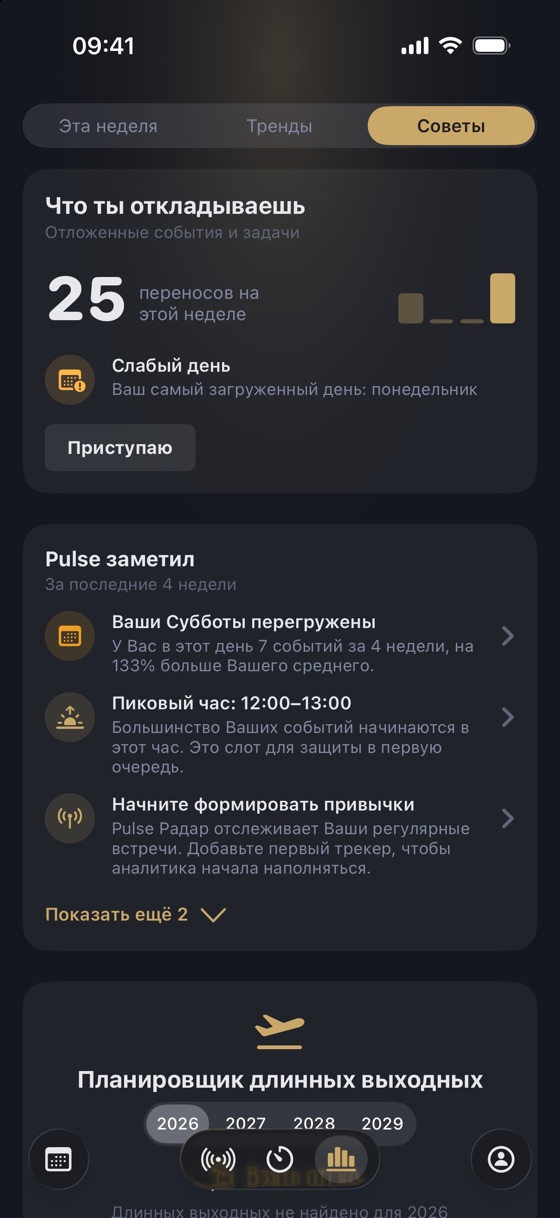 09:41
Эта неделя
Тренды
Советы
Что ты откладываешь
Отложенные события и задачи
25
переносов на
этой неделе
Слабый день
Ваш самый загруженный день: понедельник
Приступаю
Pulse заметил
За последние 4 недели
Ваши Субботы перегружены
У Вас в этот день 7 событий за 4 недели, на
133% больше Вашего среднего.
Пиковый час: 12:00–13:00
Большинство Ваших событий начинаются в
этот час. Это слот для защиты в первую
очередь.
Начните формировать привычки
Pulse Радар отслеживает Ваши регулярные
встречи. Добавьте первый трекер, чтобы
аналитика начала наполняться.
Показать ещё 2
Планировщик длинных выходных
2026
2027
2028
2029
Длинных выходных не найдено для 2026